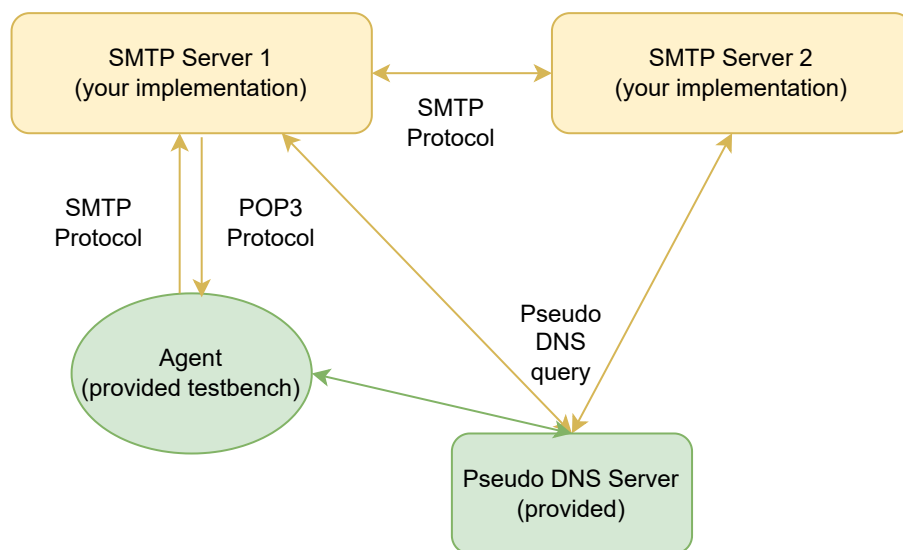 SMTP Server 1
(your implementation)
SMTP Server 2
(your implementation)
SMTP
Protocol
SMTP
Protocol
POP3
Protocol
Pseudo
DNS
query
Agent
(provided testbench)
Pseudo DNS Server
(provided)